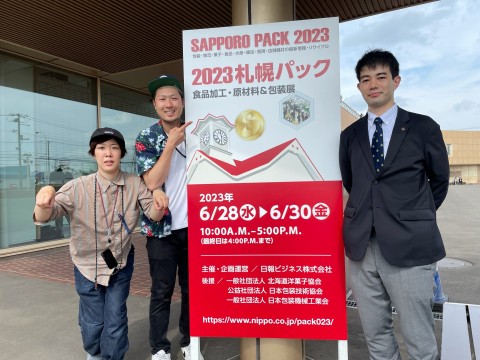 SAPPORO PACK 2023
2023札幌パック
食品加工・原材料&包装展
2023年
6/28水▶6/30金
10:00A.M.-5:00P.M.
(最終日は4:00P.M.まで)
主催・企画運営 / 日報ビジネス株式会社
後援 / 一般社団法人 北海道洋菓子協会
公益社団法人 日本包装技術協会
一般社団法人 日本包装機械工業会
https://www.nippo.co.jp/pack023/